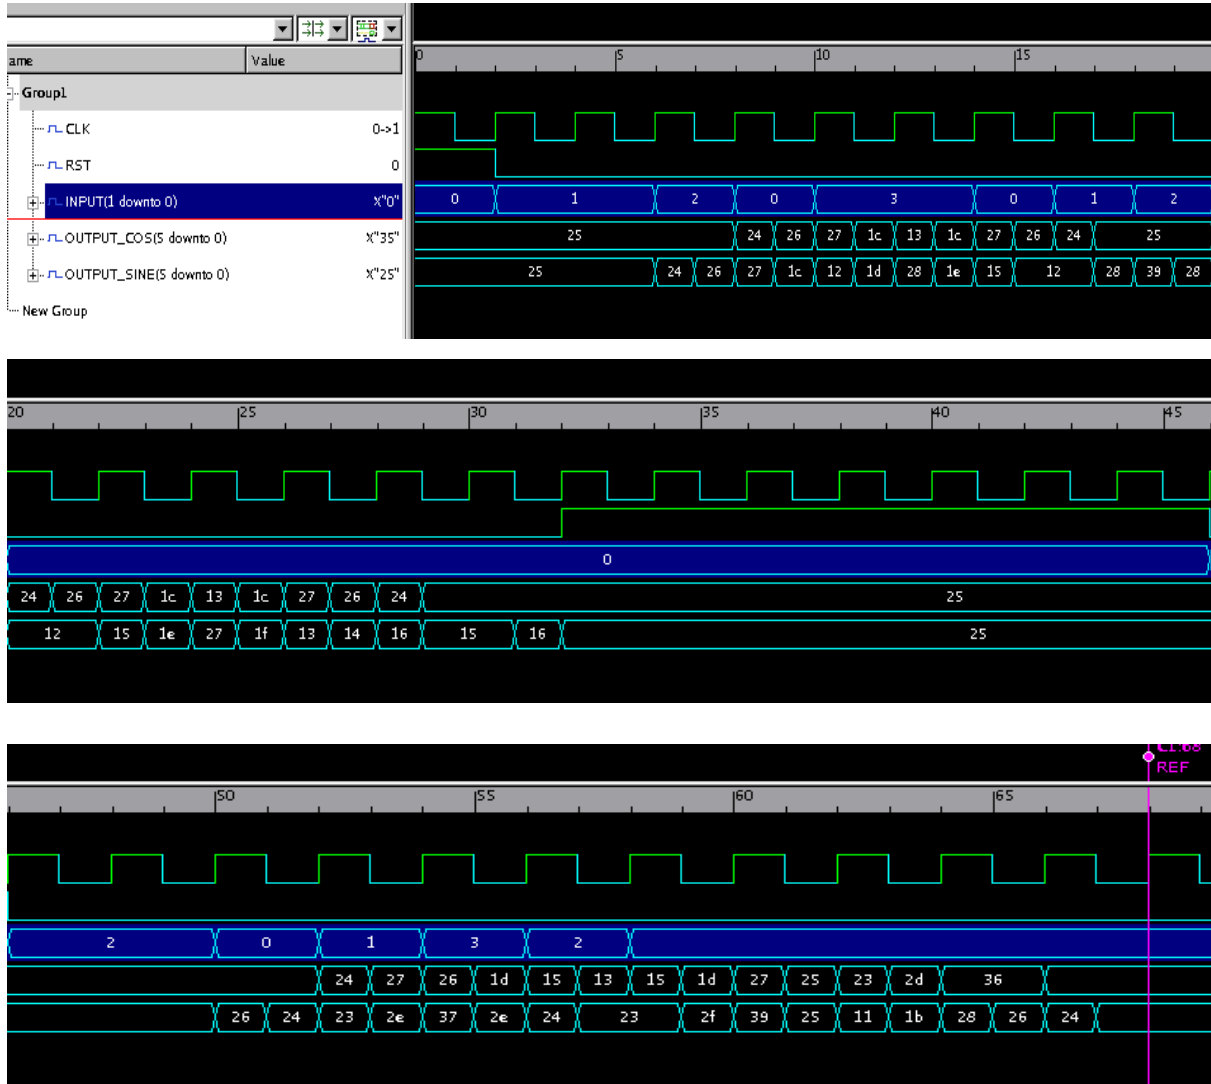 ame Value 0 5 10 15
Group1
CLK 0->1
RST 0
INPUT(1 downto 0) X"0" 0 1 2 0 3 0 1 2
OUTPUT_COS(5 downto 0) X"35" 25 24 26 27 1c 13 1c 27 26 24 25
OUTPUT_SINE(5 downto 0) X"25" 25 24 26 27 1c 12 1d 28 1e 15 12 28 39 28
New Group
20 25 30 35 40 45
0
24 26 27 1c 13 1c 27 26 24 25
12 15 1e 27 1f 13 14 16 15 16 25
C1:68
REF
50 55 60 65
2 0 1 3 2
24 27 26 1d 15 13 15 1d 27 25 23 2d 36
26 24 23 2e 37 2e 24 23 2f 39 25 11 1b 28 26 24